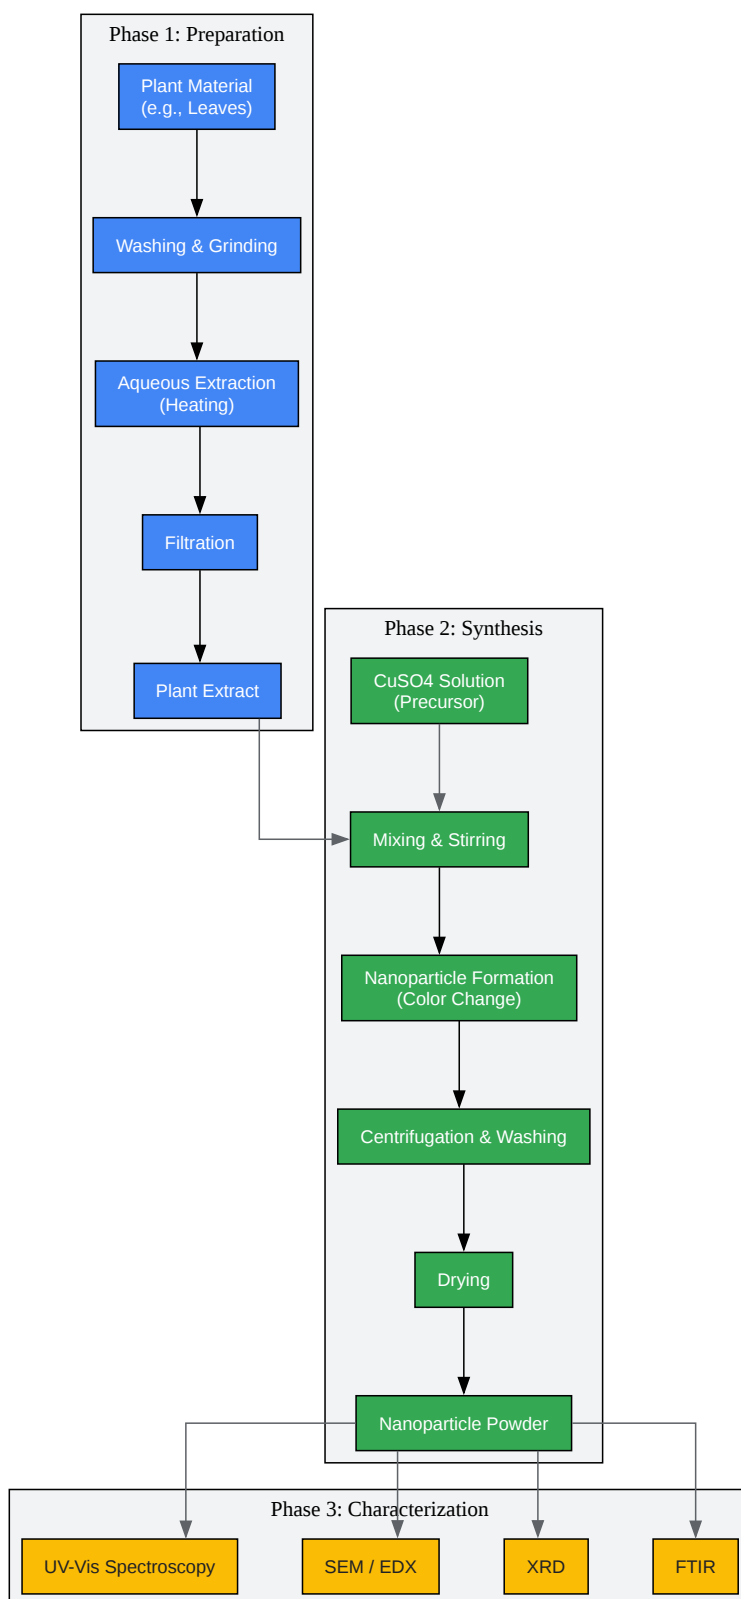 Phase 1: Preparation
Plant Material
(e.g., Leaves)
Washing & Grinding
Aqueous Extraction
(Heating)
Filtration
Plant Extract
Phase 2: Synthesis
CuSO4 Solution
(Precursor)
Mixing & Stirring
Nanoparticle Formation
(Color Change)
Centrifugation & Washing
Drying
Nanoparticle Powder
Phase 3: Characterization
UV-Vis Spectroscopy
SEM / EDX
XRD
FTIR